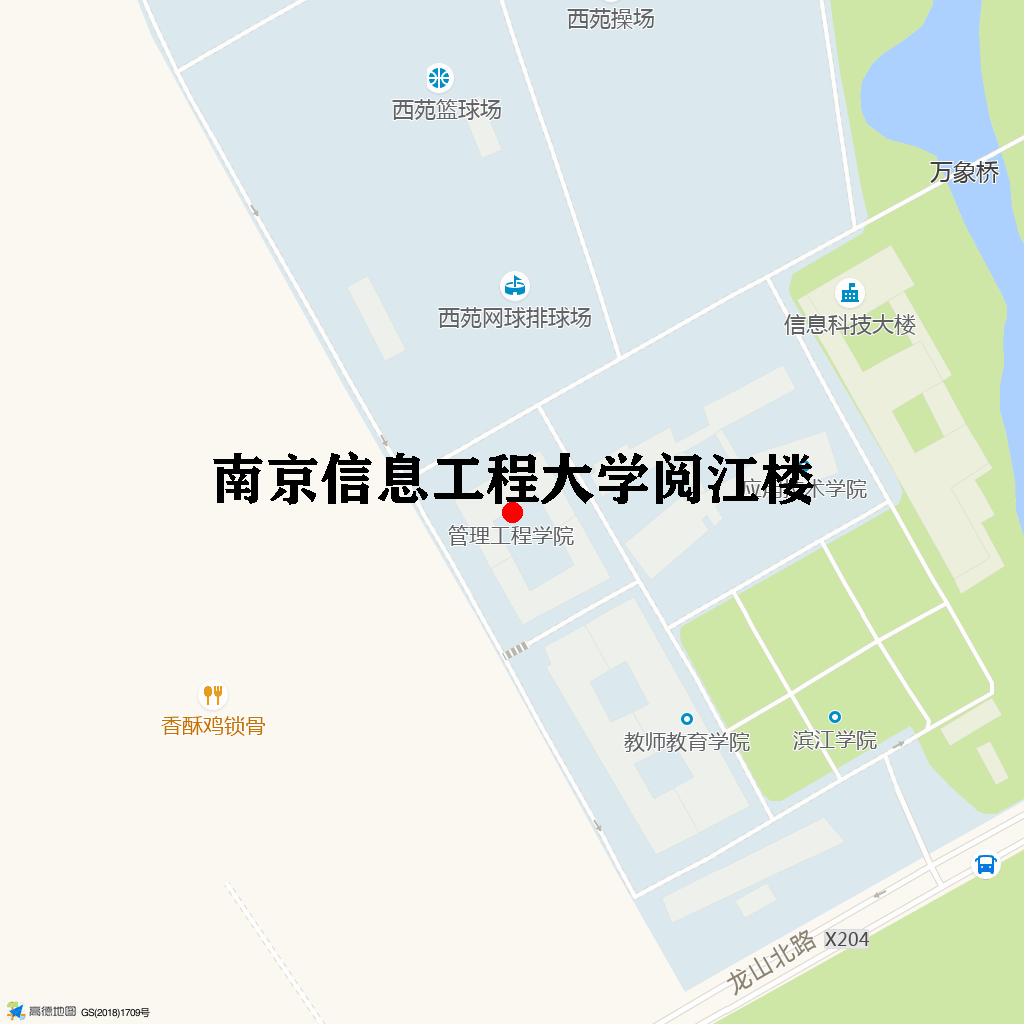 西苑操场
西苑篮球场
万象桥
西苑网球排球场
信息科技大楼
南京信息工程大学阅江楼
应用技术学院
管理工程学院
香酥鸡锁骨
教师教育学院
滨江学院
龙山北路
X204
高德地图 GS(2018)1709号